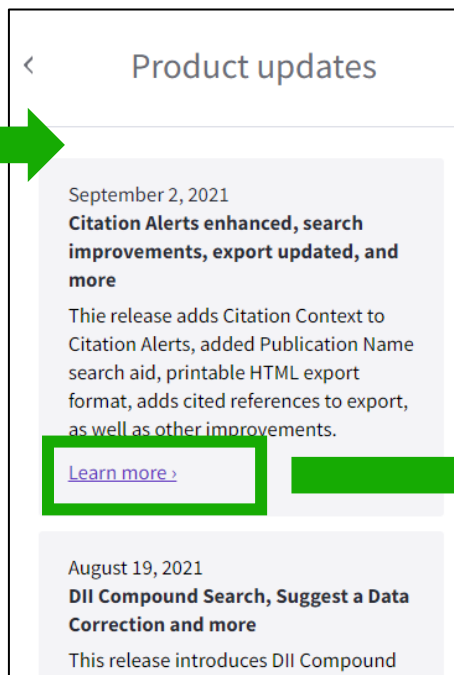 ‹ Product updates
September 2, 2021
Citation Alerts enhanced, search
improvements, export updated, and
more
Thie release adds Citation Context to
Citation Alerts, added Publication Name
search aid, printable HTML export
format, adds cited references to export,
as well as other improvements.
Learn more ›
August 19, 2021
DII Compound Search, Suggest a Data
Correction and more
This release introduces DII Compound